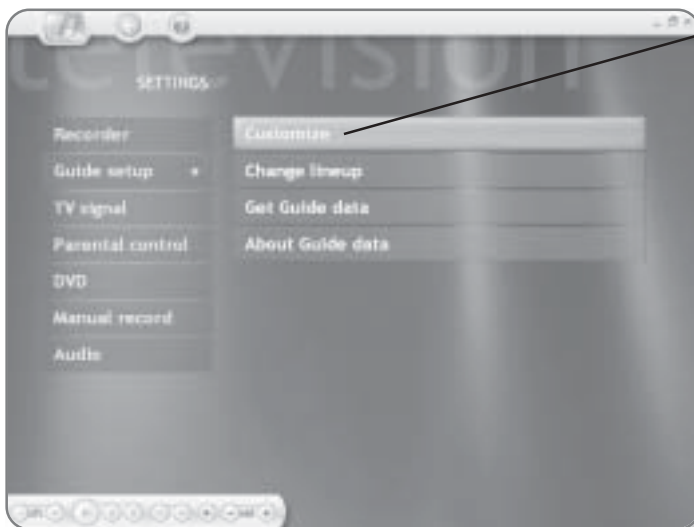 television
SETTINGS
Recorder
Guide setup
TV signal
Parental control
DVD
Manual record
Audio
Customize
Change lineup
Get Guide data
About Guide data